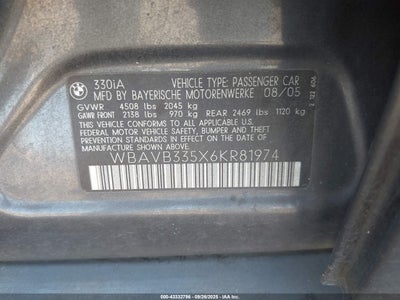 330iA VEHICLE TYPE: PASSENGER CAR
MFD BY BAYERISCHE MOTORENWERKE 08/05
GVWR 4508 lbs 2045 kg
GAWR FRONT 2138 lbs 970 kg REAR 2469 lbs 1120 kg
THIS VEHICLE CONFORMS TO ALL APPLICABLE
FEDERAL MOTOR VEHICLE SAFETY, BUMPER AND THEFT
PREVENTION STANDARDS IN EFFECT ON THE
DATE OF MANUFACTURE SHOWN ABOVE.
WBAVB335X6KR81974